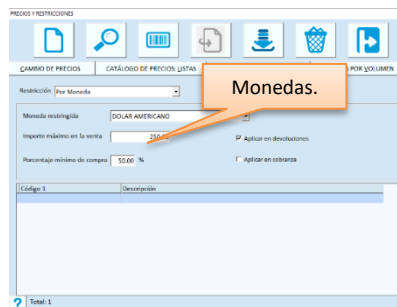 PRECIOS Y RESTRICCIONES
CAMBIO DE PRECIOS
CATÁLOGO DE PRECIOS: LISTAS
POR VOLUMEN
Restricción Por Moneda
Monedas.
Moneda restringida DOLAR AMERICANO
Importe máximo en la venta
Aplicar en devoluciones
Porcentaje mínimo de compra 50.00 %
Aplicar en cobranza
Código 1 Descripción
Total: 1